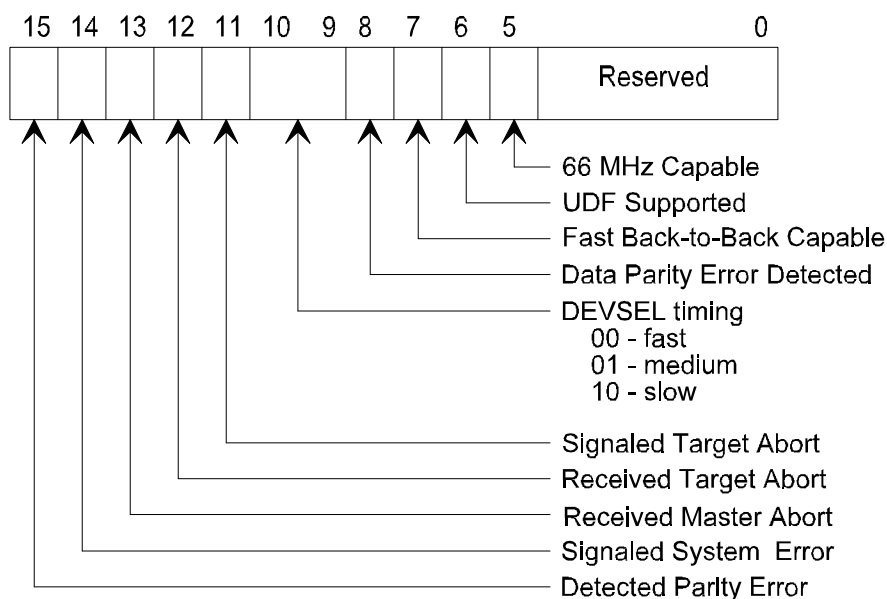 15 14 13 12 11 10 9 8 7 6 5 0
Reserved
66 MHz Capable
UDF Supported
Fast Back-to-Back Capable
Data Parity Error Detected
DEVSEL timing
00 - fast
01 - medium
10 - slow
Signaled Target Abort
Received Target Abort
Received Master Abort
Signaled System Error
Detected Parity Error